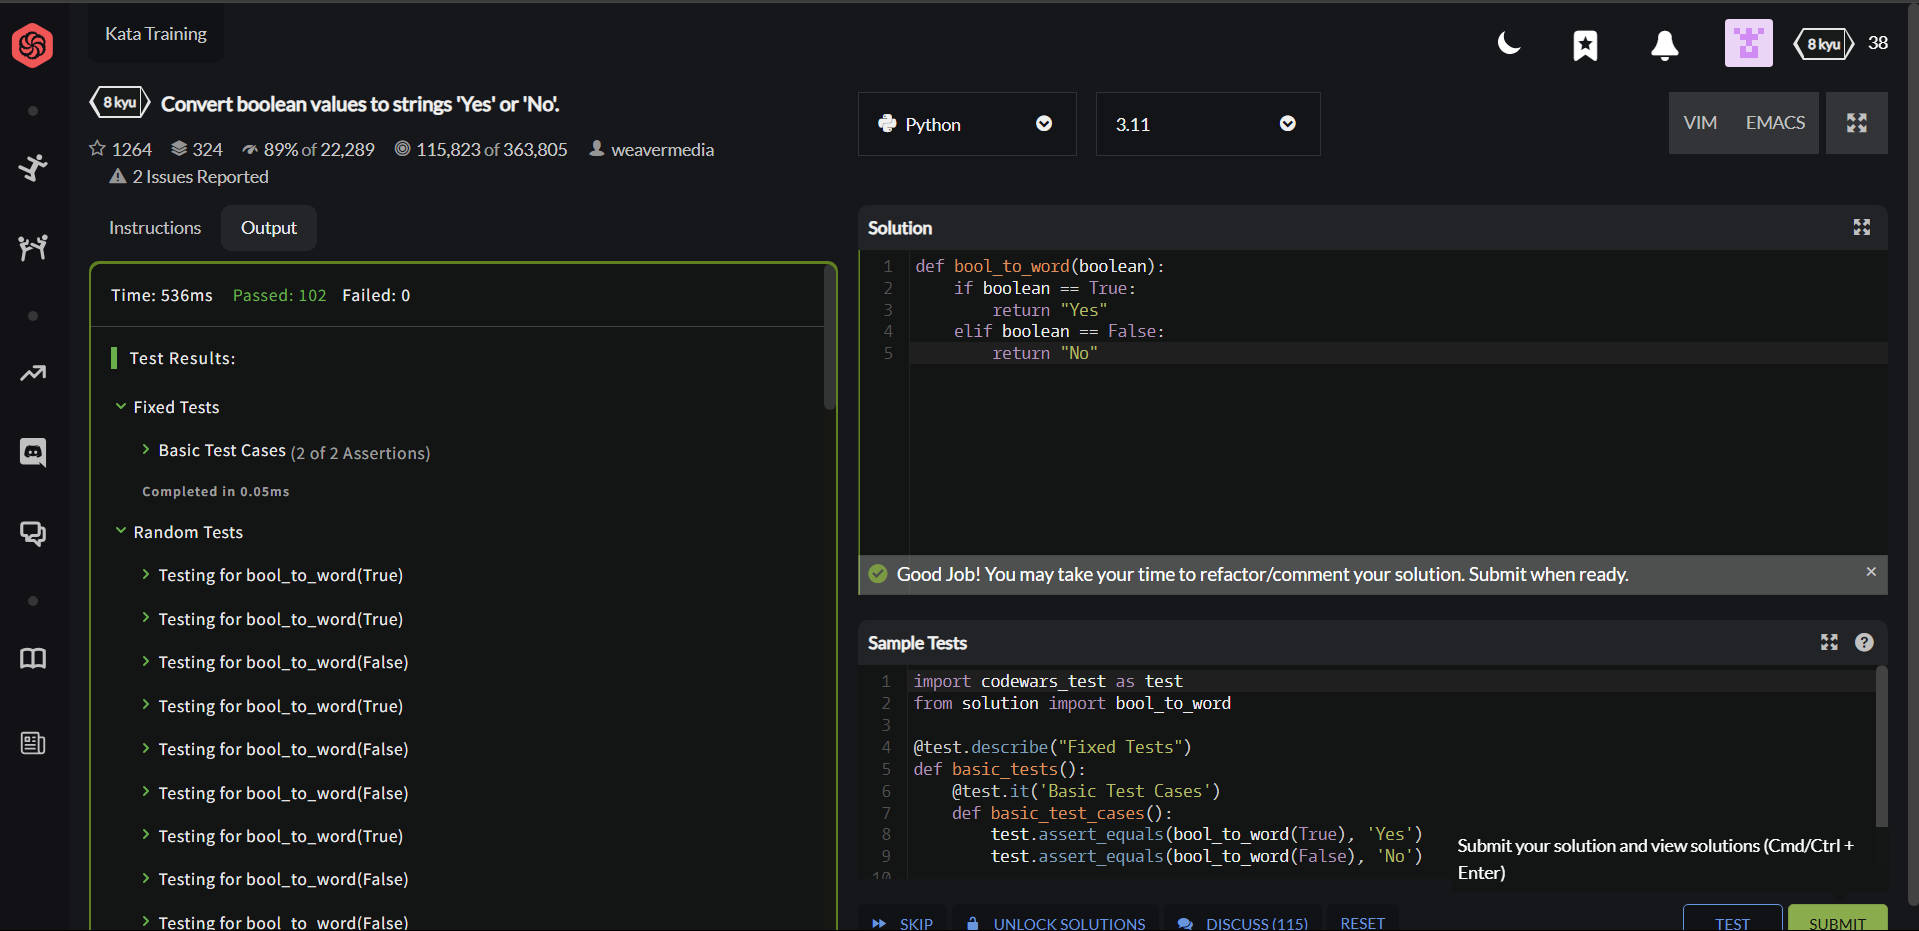 Kata Training
8 kyu 38
8 kyu Convert boolean values to strings 'Yes' or 'No'.
1264 324 89% of 22,289 115,823 of 363,805 weavermedia
2 Issues Reported
Python
3.11
VIM EMACS
Instructions Output
Time: 536ms Passed: 102 Failed: 0
Test Results:
Fixed Tests
Basic Test Cases (2 of 2 Assertions)
Completed in 0.05ms
Random Tests
Testing for bool_to_word(True)
Testing for bool_to_word(True)
Testing for bool_to_word(False)
Testing for bool_to_word(True)
Testing for bool_to_word(False)
Testing for bool_to_word(False)
Testing for bool_to_word(True)
Testing for bool_to_word(False)
Testing for bool_to_word(False)
Solution
1 def bool_to_word(boolean):
2     if boolean == True:
3         return "Yes"
4     elif boolean == False:
5         return "No"
Good Job! You may take your time to refactor/comment your solution. Submit when ready.
Sample Tests
1 import codewars_test as test
2 from solution import bool_to_word
3
4 @test.describe("Fixed Tests")
5 def basic_tests():
6     @test.it('Basic Test Cases')
7     def basic_test_cases():
8         test.assert_equals(bool_to_word(True), 'Yes')
9         test.assert_equals(bool_to_word(False), 'No')
10
Submit your solution and view solutions (Cmd/Ctrl +
Enter)
SKIP UNLOCK SOLUTIONS DISCUSS (115) RESET TEST SUBMIT